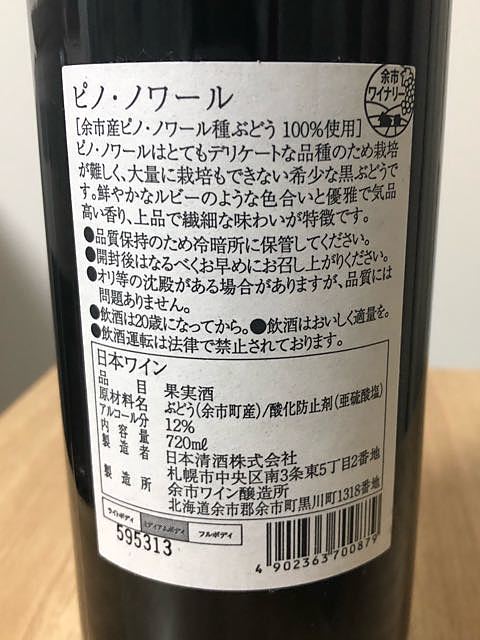 余市
ワイナリー
ピノ・ノワール
[余市産ピノ・ノワール種ぶどう 100%使用]
ピノ・ノワールはとてもデリケートな品種のため栽培
が難しく、大量に栽培もできない希少な黒ぶどうで
す。鮮やかなルビーのような色合いと優雅で気品
高い香り、上品で繊細な味わいが特徴です。
●品質保持のため冷暗所に保管してください。
●開封後はなるべくお早めにお召し上がりください。
●オリ等の沈殿がある場合がありますが、品質には
問題ありません。
●飲酒は20歳になってから。●飲酒はおいしく適量を。
●飲酒運転は法律で禁止されております。
日本ワイン
品目 果実酒
原材料名 ぶどう(余市町産)/酸化防止剤(亜硫酸塩)
アルコール分 12%
内容量 720ml
製造者 日本清酒株式会社
札幌市中央区南3条東5丁目2番地
製造所 余市ワイン醸造所
北海道余市郡余市町黒川町1318番地
ライトボディ ミディアムボディ フルボディ
595313
4 902363 700879